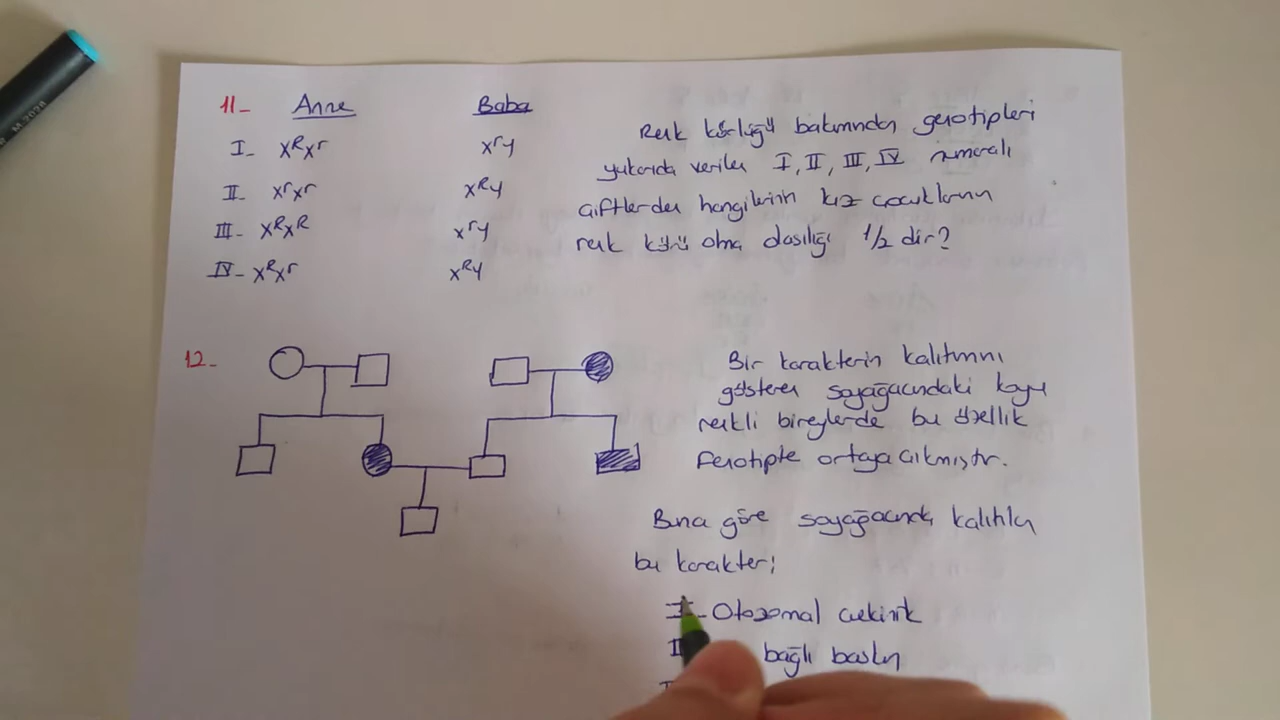 11- Anne Baba
I- XᴿXʳ XʳY
II- XʳXʳ XᴿY
III- XᴿXᴿ XʳY
IV- XᴿXʳ XᴿY
Renk körlüğü bakımından genotipleri
yukarıda verilen I, II, III, IV numaralı
çiftlerden hangilerinin kız çocuklarının
renk körü olma olasılığı 1/2 dir?
12-
Bir karakterin kalıtımını
gösteren soyağacındaki koyu
renkli bireylerde bu özellik
fenotipte ortaya çıkmıştır.
Buna göre soyağacında kalıtılan
bu karakter;
I- Otozomal çekinik
bağlı baskın
M 7028